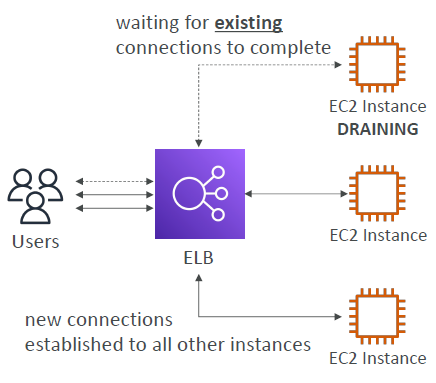 waiting for existing
connections to complete
EC2 Instance
DRAINING
Users
ELB
EC2 Instance
new connections
established to all other instances
EC2 Instance